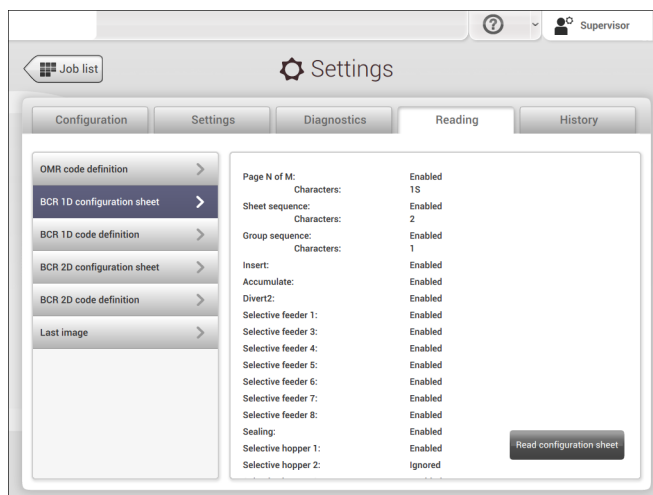 Supervisor
Job list
Settings
Configuration
Settings
Diagnostics
Reading
History
OMR code definition
BCR 1D configuration sheet
BCR 1D code definition
BCR 2D configuration sheet
BCR 2D code definition
Last image
Page N of M: Enabled
Characters: 1S
Sheet sequence: Enabled
Characters: 2
Group sequence: Enabled
Characters: 1
Insert: Enabled
Accumulate: Enabled
Divert2: Enabled
Selective feeder 1: Enabled
Selective feeder 3: Enabled
Selective feeder 4: Enabled
Selective feeder 5: Enabled
Selective feeder 6: Enabled
Selective feeder 7: Enabled
Selective feeder 8: Enabled
Sealing: Enabled
Selective hopper 1: Enabled
Selective hopper 2: Ignored
Read configuration sheet